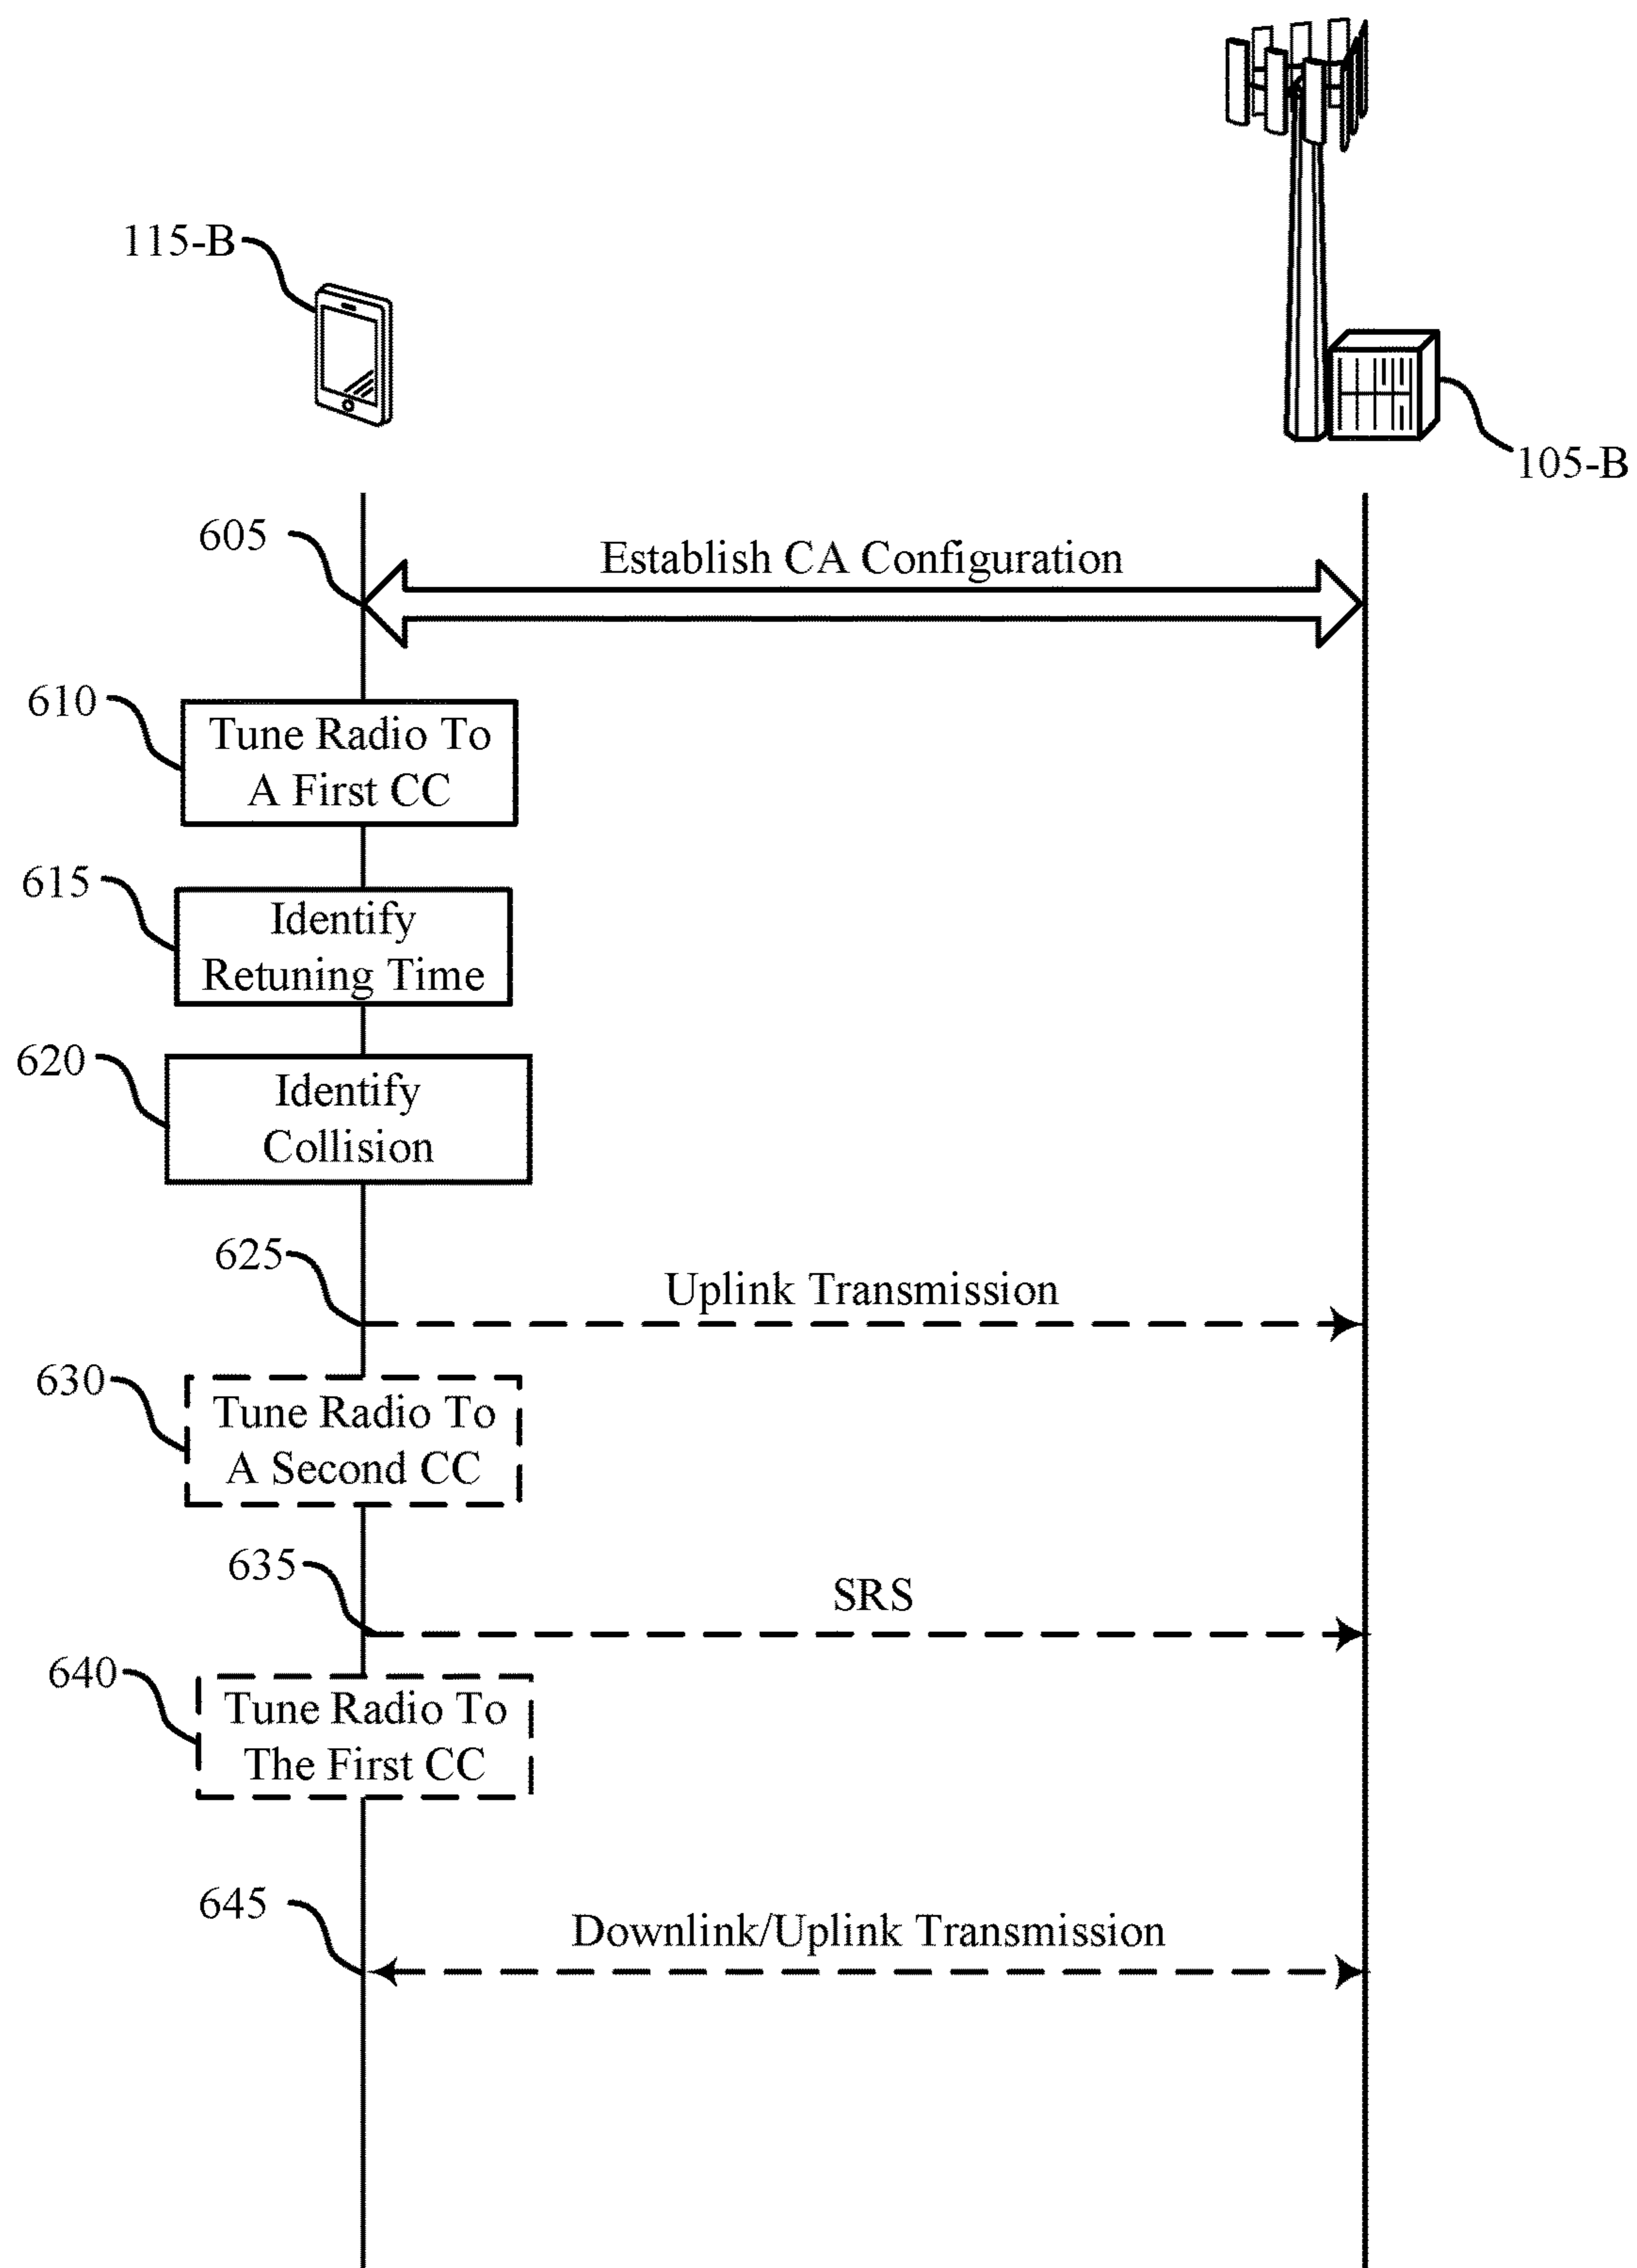 115-B
105-B
605
Establish CA Configuration
610
Tune Radio To
A First CC
615
Identify
Retuning Time
620
Identify
Collision
625
Uplink Transmission
630
Tune Radio To
A Second CC
635
SRS
640
Tune Radio To
The First CC
645
Downlink/Uplink Transmission